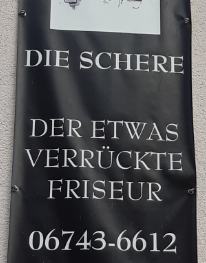 DIE SCHERE
DER ETWAS
VERRÜCKTE
FRISEUR
06743-6612